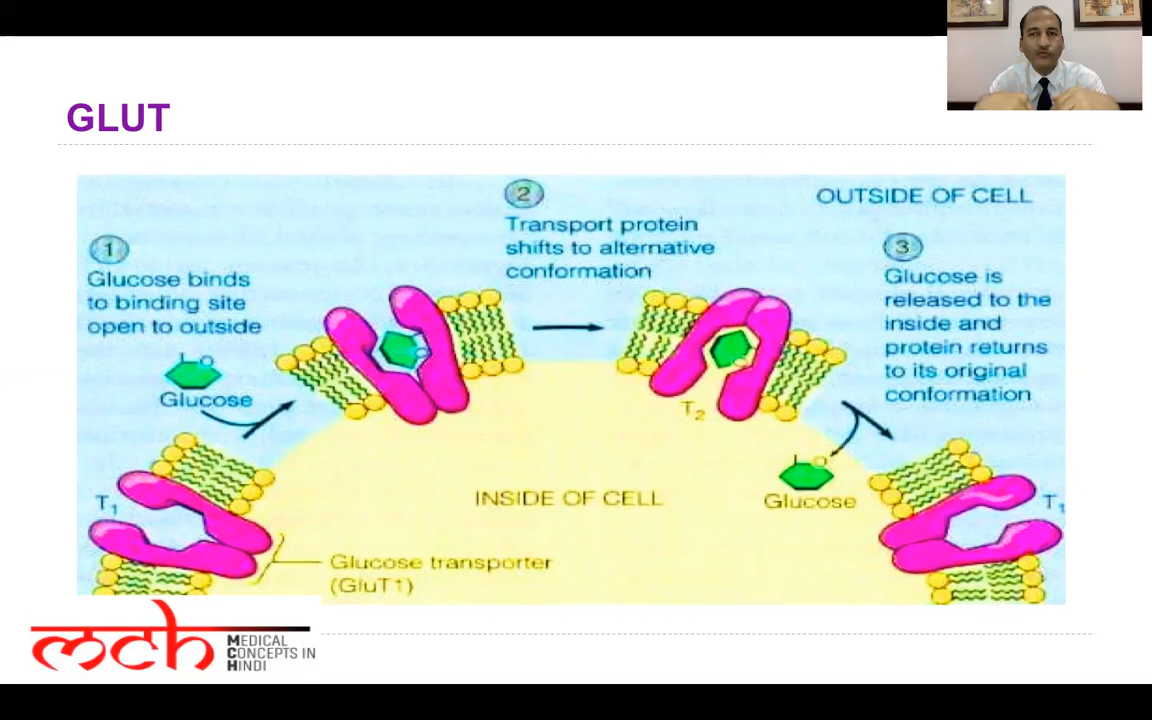 GLUT
1
Glucose binds
to binding site
open to outside
Glucose
2
Transport protein
shifts to alternative
conformation
OUTSIDE OF CELL
3
Glucose is
released to the
inside and
protein returns
to its original
conformation
T2
Glucose
INSIDE OF CELL
T1
T1
Glucose transporter
(GluT1)
mch
MEDICAL
CONCEPTS IN
HINDI